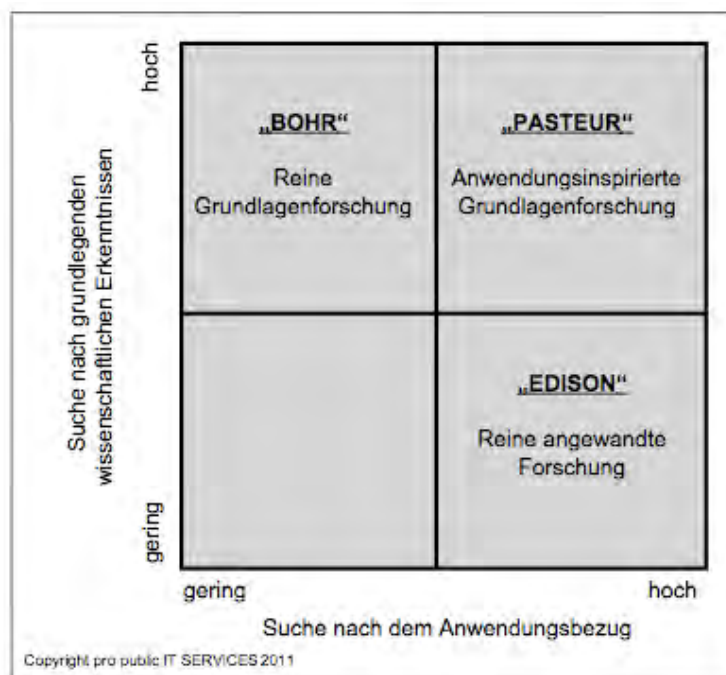 hoch
Suche nach grundlegenden
wissenschaftlichen Erkenntnissen
gering
„BOHR“
Reine
Grundlagenforschung
„PASTEUR“
Anwendungsinspirierte
Grundlagenforschung
„EDISON“
Reine angewandte
Forschung
gering
hoch
Suche nach dem Anwendungsbezug
Copyright pro public IT SERVICES 2011